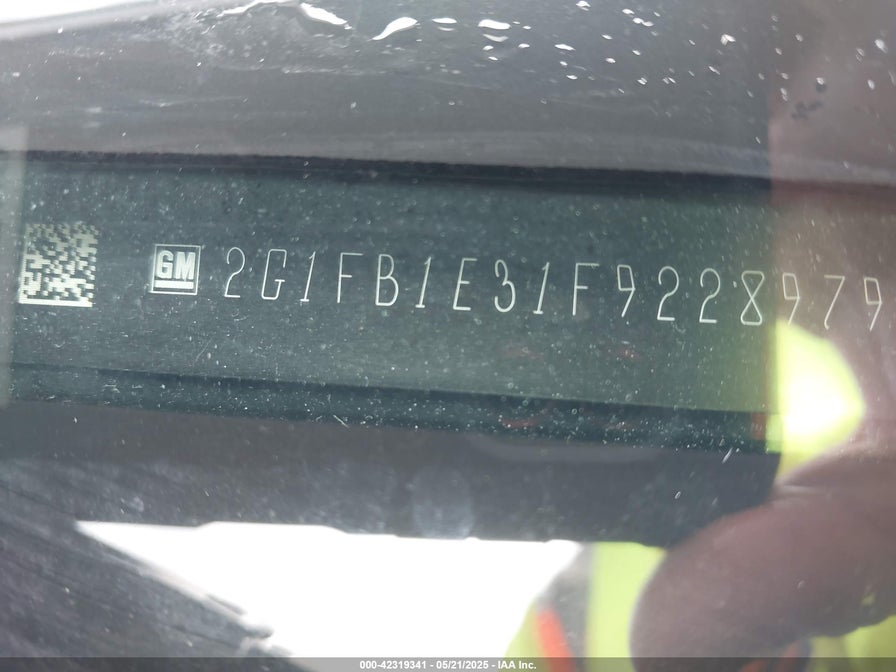 GM 2G1FB1E31F9228979
000-42319341 - 05/21/2025 - IAA Inc.